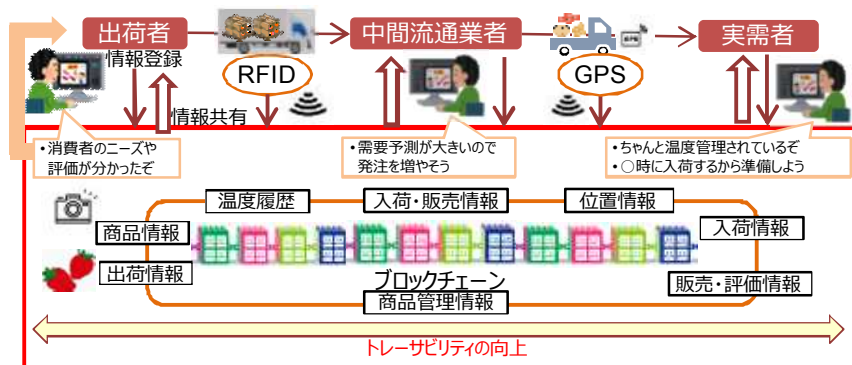 出荷者
中間流通業者
実需者
情報登録
RFID
GPS
GPS
情報共有
・消費者のニーズや
評価が分かったぞ
・需要予測が大きいので
発注を増やそう
・ちゃんと温度管理されているぞ
・○時に入荷するから準備しよう
温度履歴
入荷・販売情報
位置情報
商品情報
入荷情報
出荷情報
ブロックチェーン
販売・評価情報
商品管理情報
トレーサビリティの向上